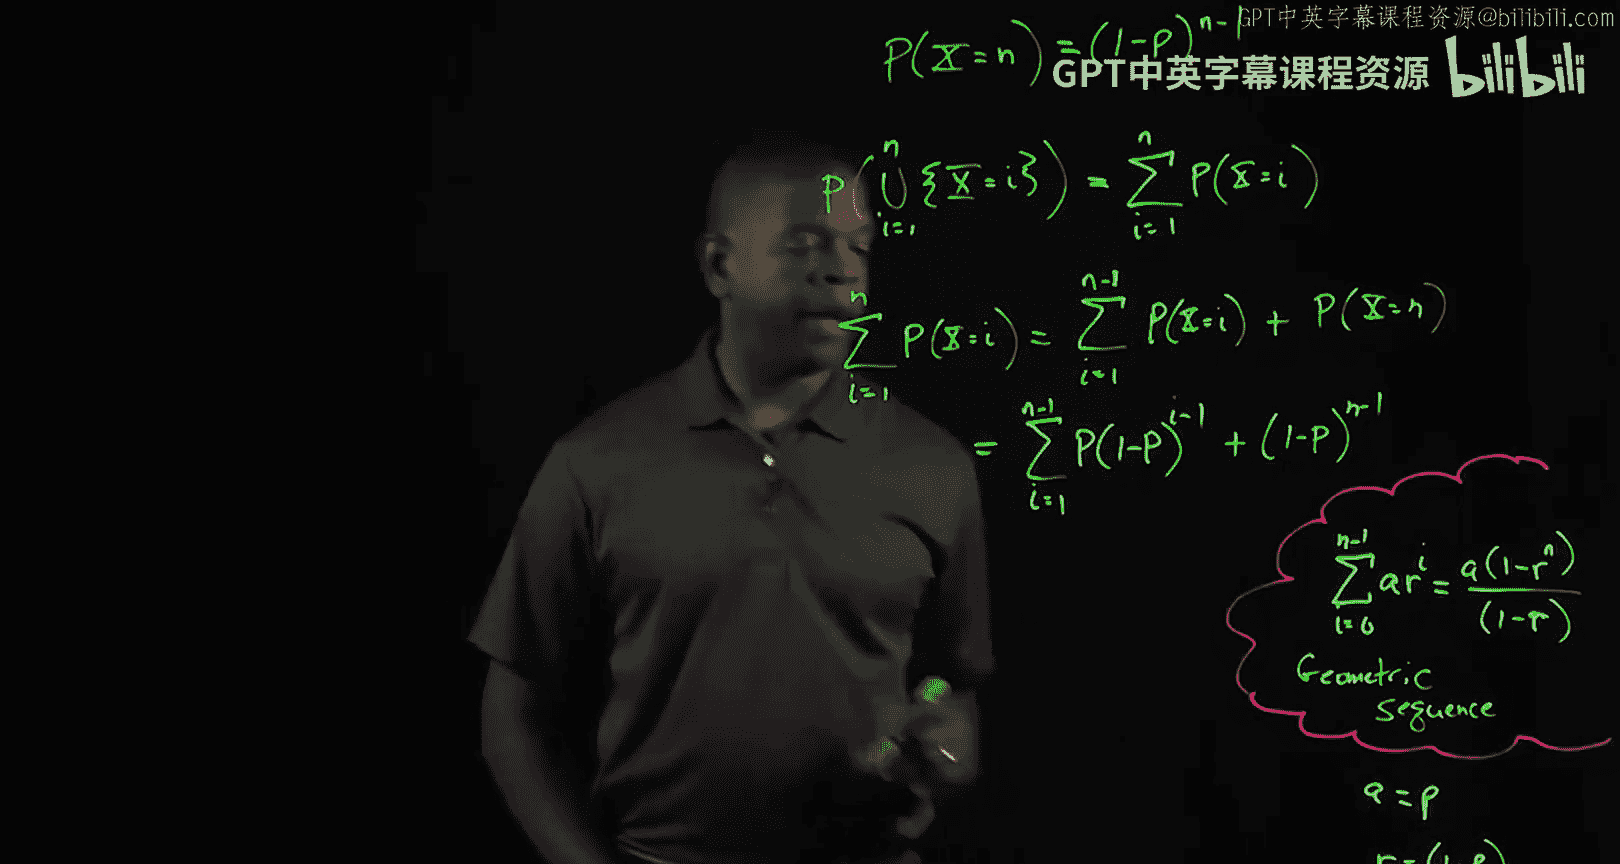 GPT中英字幕课程资源@bilibili.com
P(X=n) = (1-p)^{n-1}
GPT中英字幕课程资源 bilibili
P(⋃_{i=1}^{n} {X=i}) = ∑_{i=1}^{n} P(X=i)
∑_{i=1}^{n} P(X=i) = ∑_{i=1}^{n-1} P(X=i) + P(X=n)
= ∑_{i=1}^{n-1} P(1-P)^{i-1} + (1-P)^{n-1}
∑_{i=0}^{n-1} ar^{i} = a(1-r^{n}) / (1-r)
Geometric
Sequence
a = p
r = (1-p)